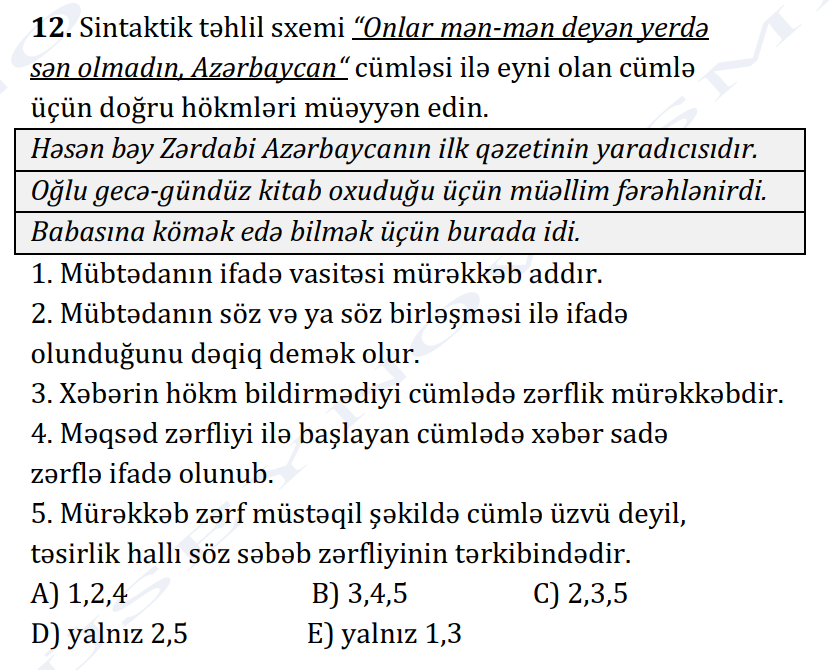 12. Sintaktik təhlil sxemi “Onlar mən-mən deyən yerdə
sən olmadın, Azərbaycan“ cümləsi ilə eyni olan cümlə
üçün doğru hökmləri müəyyən edin.
Həsən bəy Zərdabi Azərbaycanın ilk qəzetinin yaradıcısıdır.
Oğlu gecə-gündüz kitab oxuduğu üçün müəllim fərəhlənirdi.
Babasına kömək edə bilmək üçün burada idi.
1. Mübtədanın ifadə vasitəsi mürəkkəb addır.
2. Mübtədanın söz və ya söz birləşməsi ilə ifadə
olunduğunu dəqiq demək olur.
3. Xəbərin hökm bildirmədiyi cümlədə zərflik mürəkkəbdir.
4. Məqsəd zərfliyi ilə başlayan cümlədə xəbər sadə
zərflə ifadə olunub.
5. Mürəkkəb zərf müstəqil şəkildə cümlə üzvü deyil,
təsirlik hallı söz səbəb zərfliyinin tərkibindədir.
A) 1,2,4 B) 3,4,5 C) 2,3,5
D) yalnız 2,5 E) yalnız 1,3